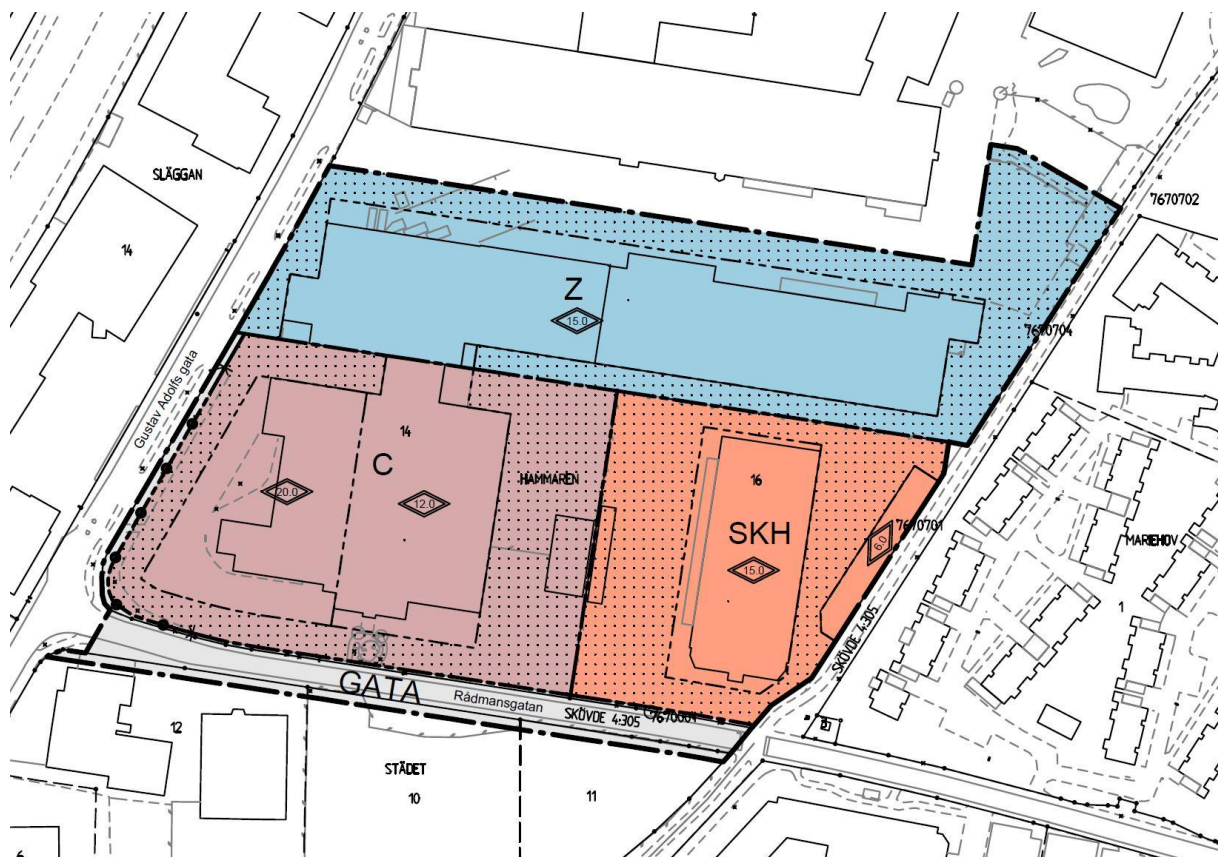 SLÄGGAN
14
7670702
Z
15.0
7670704
Gustav Adolfs gata
14
C
HAMMAREN
16
20.0
12.0
SKH
15.0
7670701
6.0
MARIEHOV
1
SKÖVDE 4:305
GATA
Rådmansgatan
SKÖVDE 4:305
12
STÄDET
10
11
6